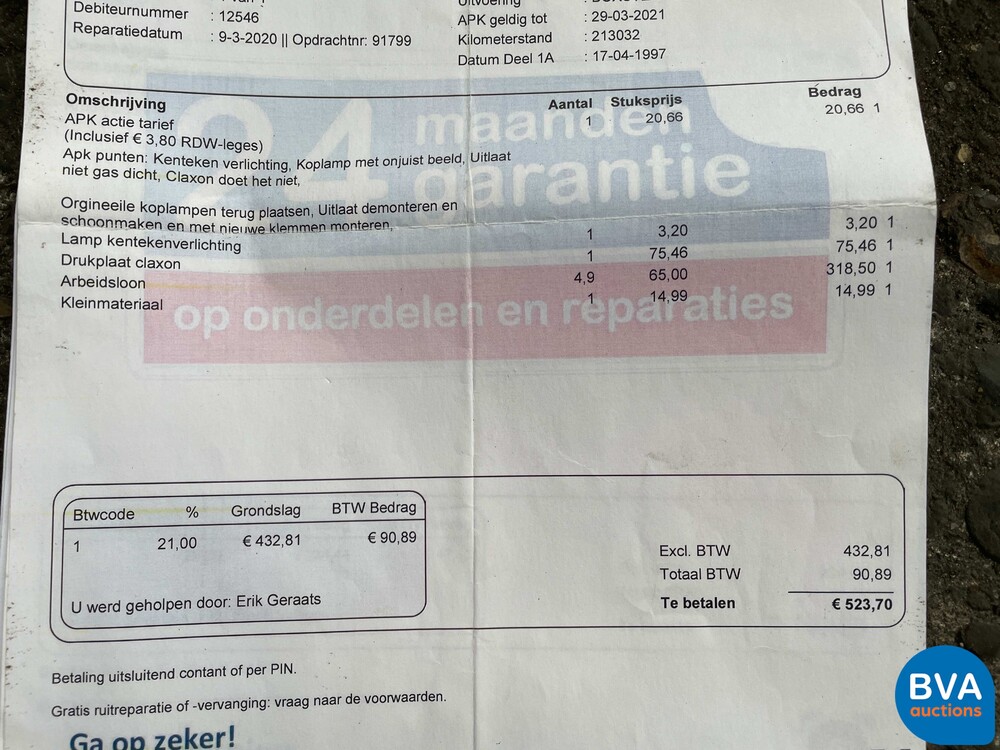 Debiteurnummer : 12546
Reparatiedatum : 9-3-2020 || Opdrachtnr: 91799
Uitvoering
APK geldig tot : 29-03-2021
Kilometerstand : 213032
Datum Deel 1A : 17-04-1997
24 maanden
garantie
op onderdelen en reparaties
Omschrijving Aantal Stuksprijs Bedrag
APK actie tarief 1 20,66 20,66 1
(Inclusief € 3,80 RDW-leges)
Apk punten: Kenteken verlichting, Koplamp met onjuist beeld, Uitlaat
niet gas dicht, Claxon doet het niet,
Orgineeile koplampen terug plaatsen, Uitlaat demonteren en
schoonmaken en met nieuwe klemmen monteren,
Lamp kentekenverlichting 1 3,20 3,20 1
Drukplaat claxon 1 75,46 75,46 1
Arbeidsloon 4,9 65,00 318,50 1
Kleinmateriaal 1 14,99 14,99 1
Btwcode % Grondslag BTW Bedrag
1 21,00 € 432,81 € 90,89
U werd geholpen door: Erik Geraats
Excl. BTW 432,81
Totaal BTW 90,89
Te betalen € 523,70
Betaling uitsluitend contant of per PIN.
Gratis ruitreparatie of -vervanging: vraag naar de voorwaarden.
Ga op zeker!
BVA
auctions